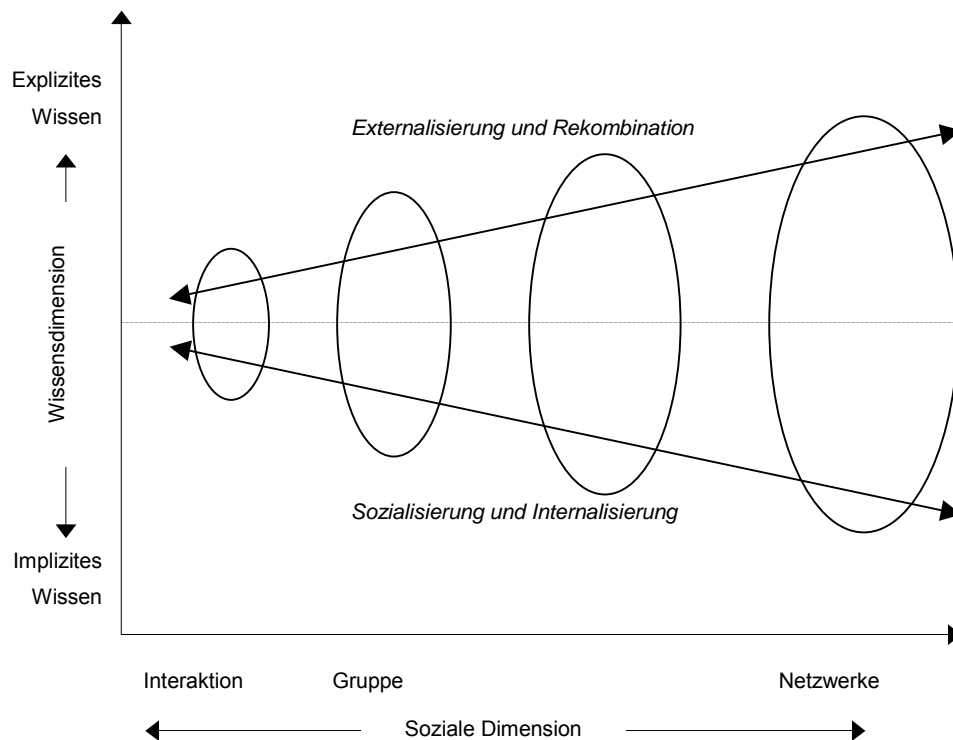 Explizites
Wissen
Externalisierung und Rekombination
Wissensdimension
Sozialisierung und Internalisierung
Implizites
Wissen
Interaktion
Gruppe
Netzwerke
Soziale Dimension